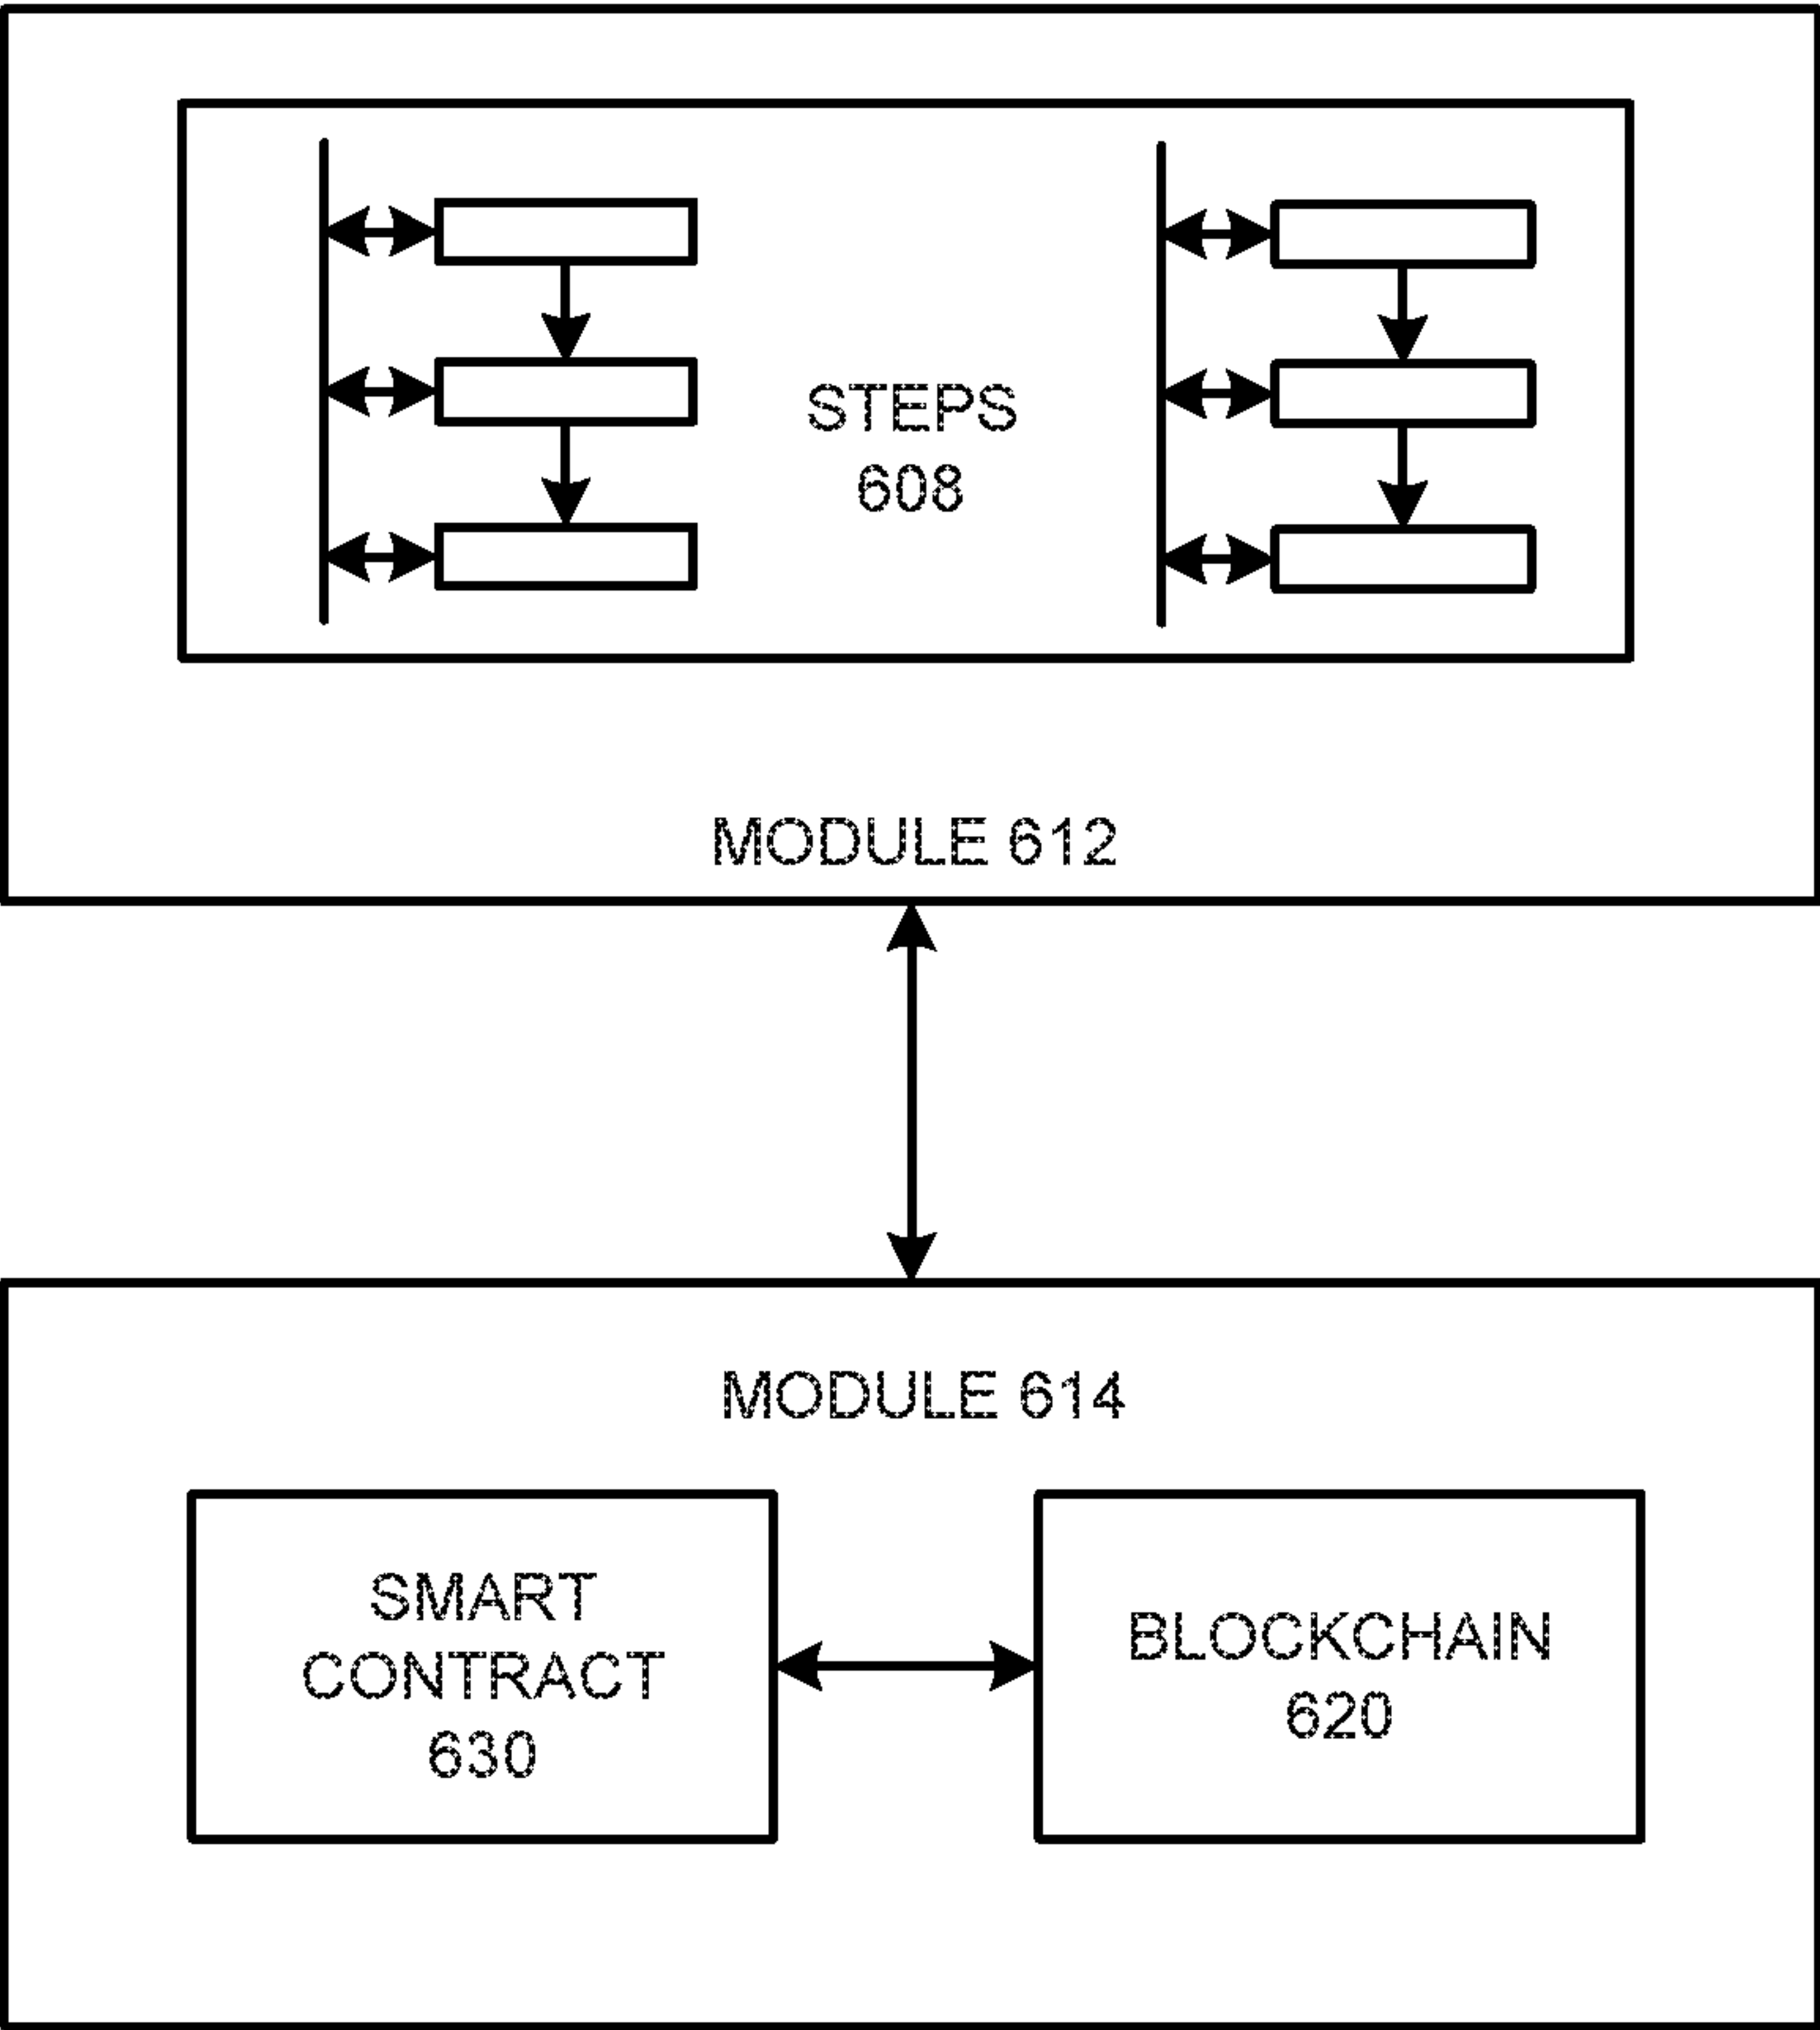 STEPS
608
MODULE 612
MODULE 614
SMART
CONTRACT
630
BLOCKCHAIN
620